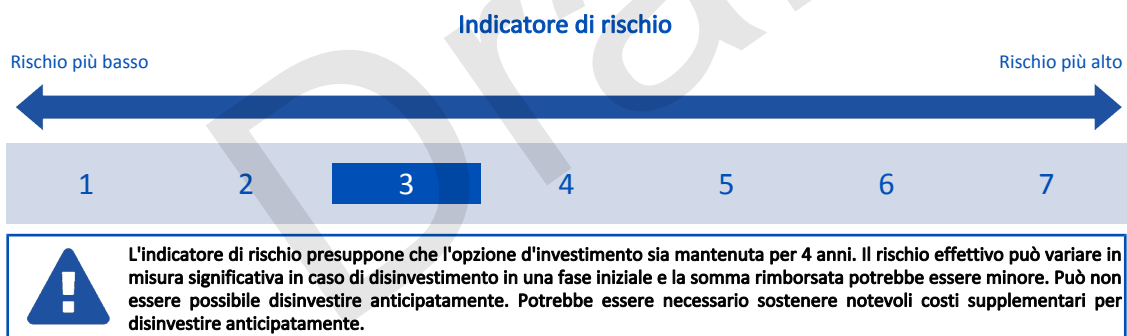 Indicatore di rischio
Rischio più basso
Rischio più alto
1 2 3 4 5 6 7
L'indicatore di rischio presuppone che l'opzione d'investimento sia mantenuta per 4 anni. Il rischio effettivo può variare in
misura significativa in caso di disinvestimento in una fase iniziale e la somma rimborsata potrebbe essere minore. Può non
essere possibile disinvestire anticipatamente. Potrebbe essere necessario sostenere notevoli costi supplementari per
disinvestire anticipatamente.